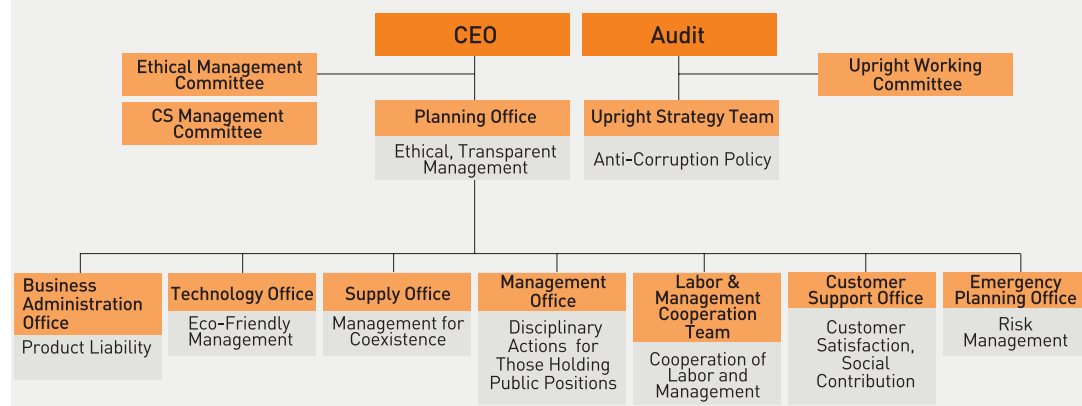 CEO
Audit
Ethical Management
Committee
Upright Working
Committee
CS Management
Committee
Planning Office
Upright Strategy Team
Ethical, Transparent
Management
Anti-Corruption Policy
Business
Administration
Office
Product Liability
Technology Office
Eco-Friendly
Management
Supply Office
Management for
Coexistence
Management
Office
Disciplinary
Actions for
Those Holding
Public Positions
Labor &
Management
Cooperation
Team
Cooperation of
Labor and
Management
Customer
Support Office
Customer
Satisfaction,
Social
Contribution
Emergency
Planning Office
Risk
Management